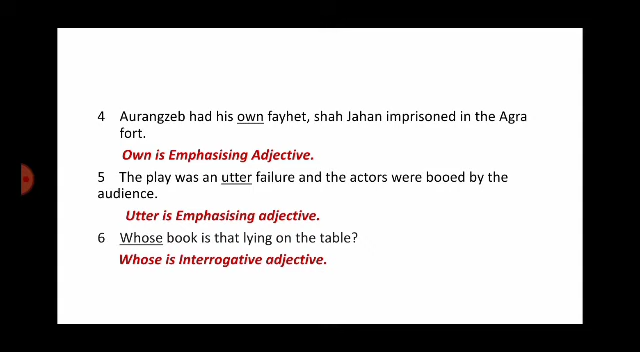 4 Aurangzeb had his own fayhet, shah Jahan imprisoned in the Agra
fort.
Own is Emphasising Adjective.
5 The play was an utter failure and the actors were booed by the
audience.
Utter is Emphasising adjective.
6 Whose book is that lying on the table?
Whose is Interrogative adjective.